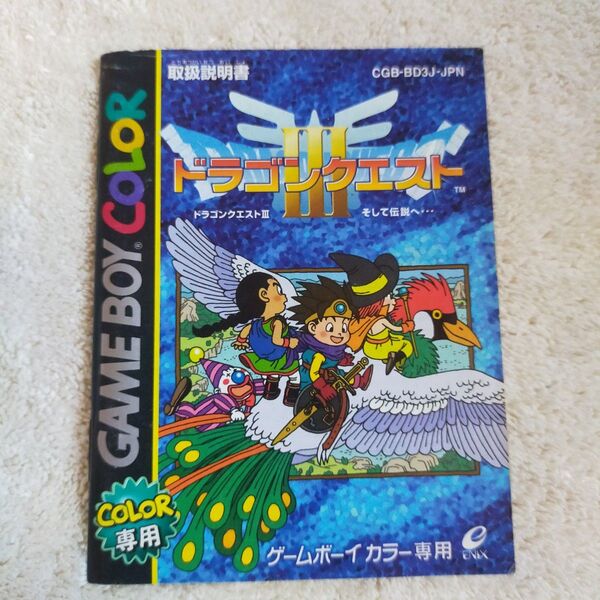 取扱説明書
CGB-BD3J-JPN
III
ドラゴンクエスト
TM
ドラゴンクエストIII
そして伝説へ…
GAME BOY COLOR
®
COLOR
専用
ゲームボーイ カラー専用
ENIX